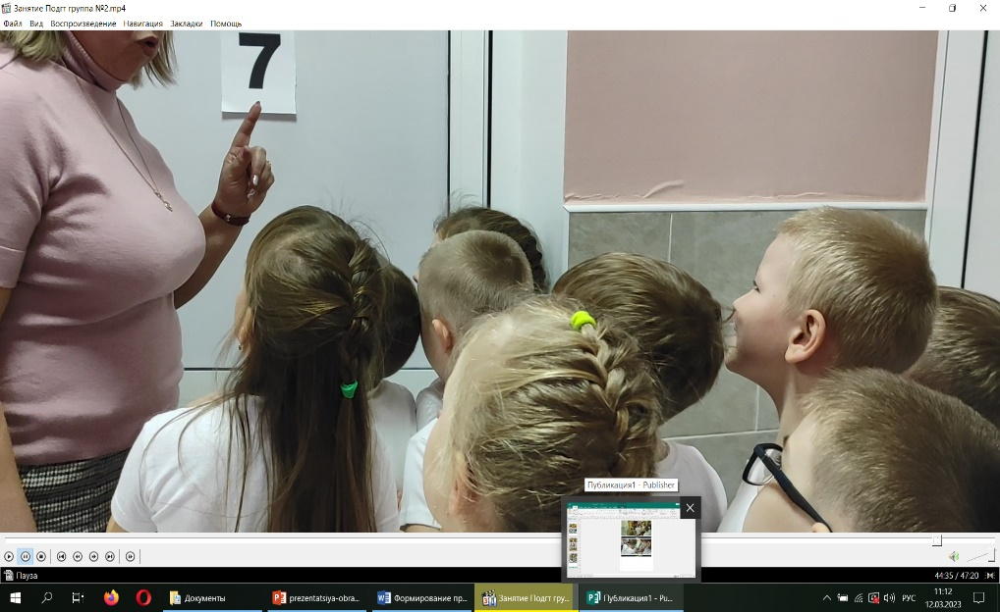 Занятие Подгт группа №2.mp4
Файл Вид Воспроизведение Навигация Закладки Помощь
7
Публикация1 - Publisher
Пауза
44:35 / 47:20
Документы
prezentatsiya-obra...
Формирование пр...
Занятие Подгт гру...
Публикация1 - Pu...
РУС
11:12
12.03.2023